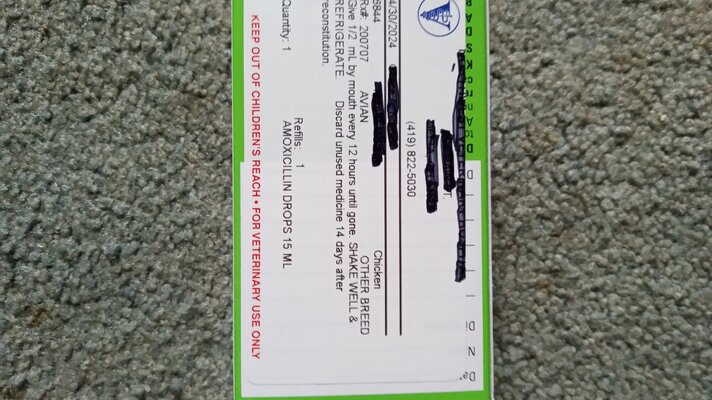 (419) 822-5030
4/30/2024
6844 Chicken
Rx#: 200707 AVIAN OTHER BREED
Give 1/2 mL by mouth every 12 hours until gone. SHAKE WELL &
REFRIGERATE. Discard unused medicine 14 days after
reconstitution.
Refills: 1
Quantity: 1 AMOXICILLIN DROPS 15 ML
KEEP OUT OF CHILDREN'S REACH • FOR VETERINARY USE ONLY